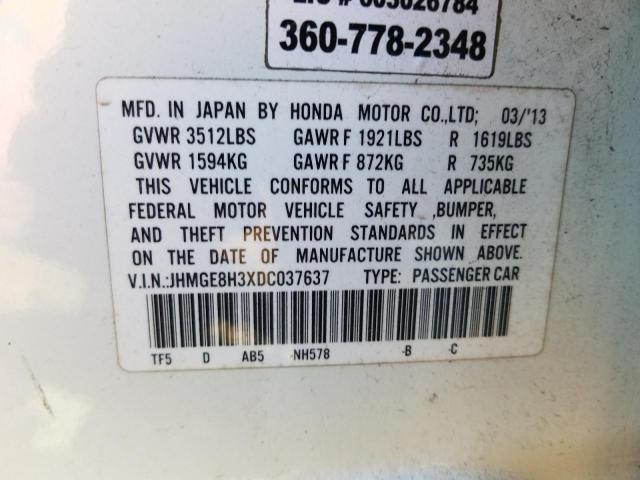 LIC # 603626784
360-778-2348
MFD. IN JAPAN BY HONDA MOTOR CO.,LTD; 03/'13
GVWR 3512LBS GAWR F 1921LBS R 1619LBS
GVWR 1594KG GAWR F 872KG R 735KG
THIS VEHICLE CONFORMS TO ALL APPLICABLE
FEDERAL MOTOR VEHICLE SAFETY ,BUMPER,
AND THEFT PREVENTION STANDARDS IN EFFECT
ON THE DATE OF MANUFACTURE SHOWN ABOVE.
V.I.N.:JHMGE8H3XDC037637 TYPE: PASSENGER CAR
TF5 D AB5 -NH578 -B -C